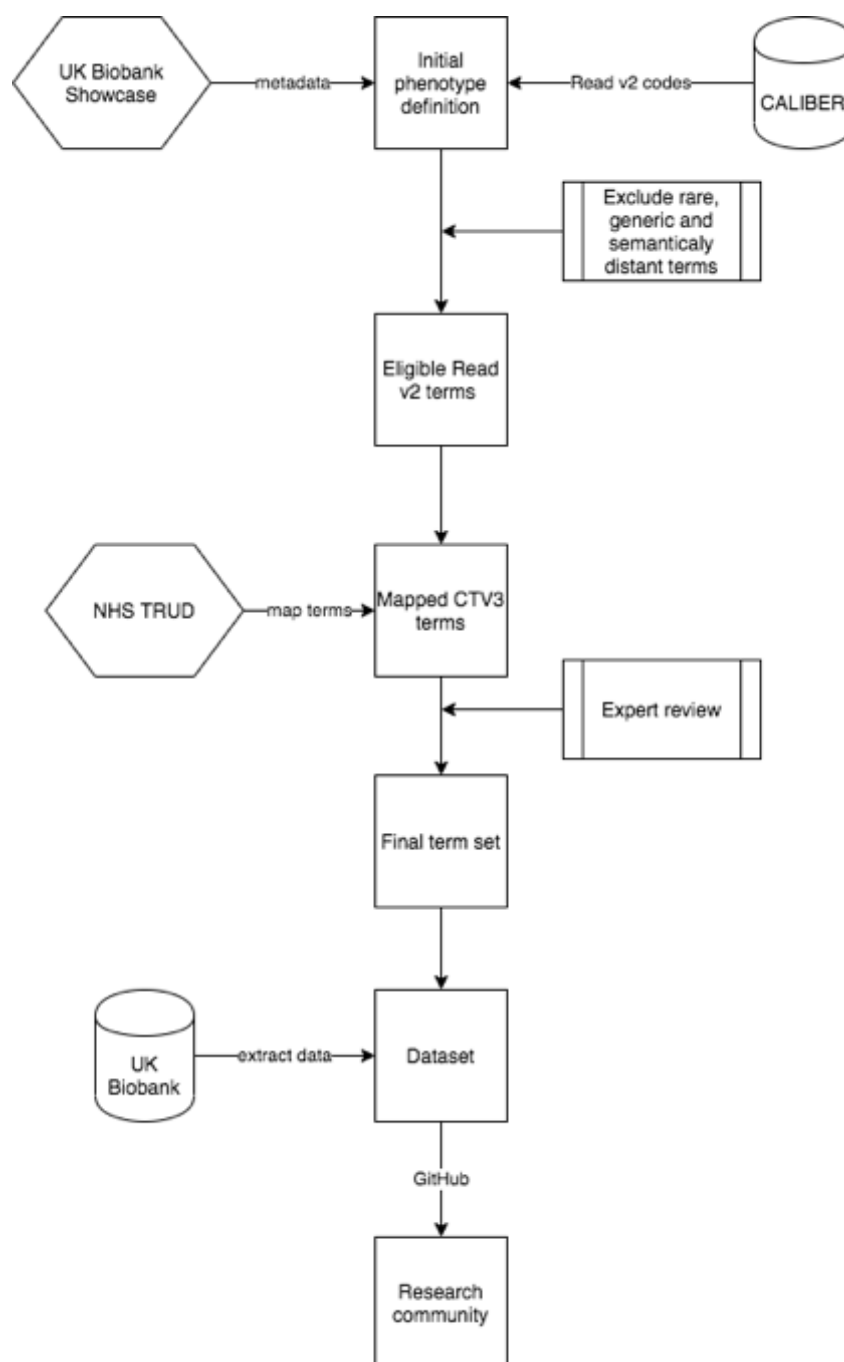 UK Biobank
Showcase
metadata
Initial
phenotype
definition
Read v2 codes
CALIBER
Exclude rare,
generic and
semanticaly
distant terms
Eligible Read
v2 terms
NHS TRUD
map terms
Mapped CTV3
terms
Expert review
Final term set
UK
Biobank
extract data
Dataset
GitHub
Research
community